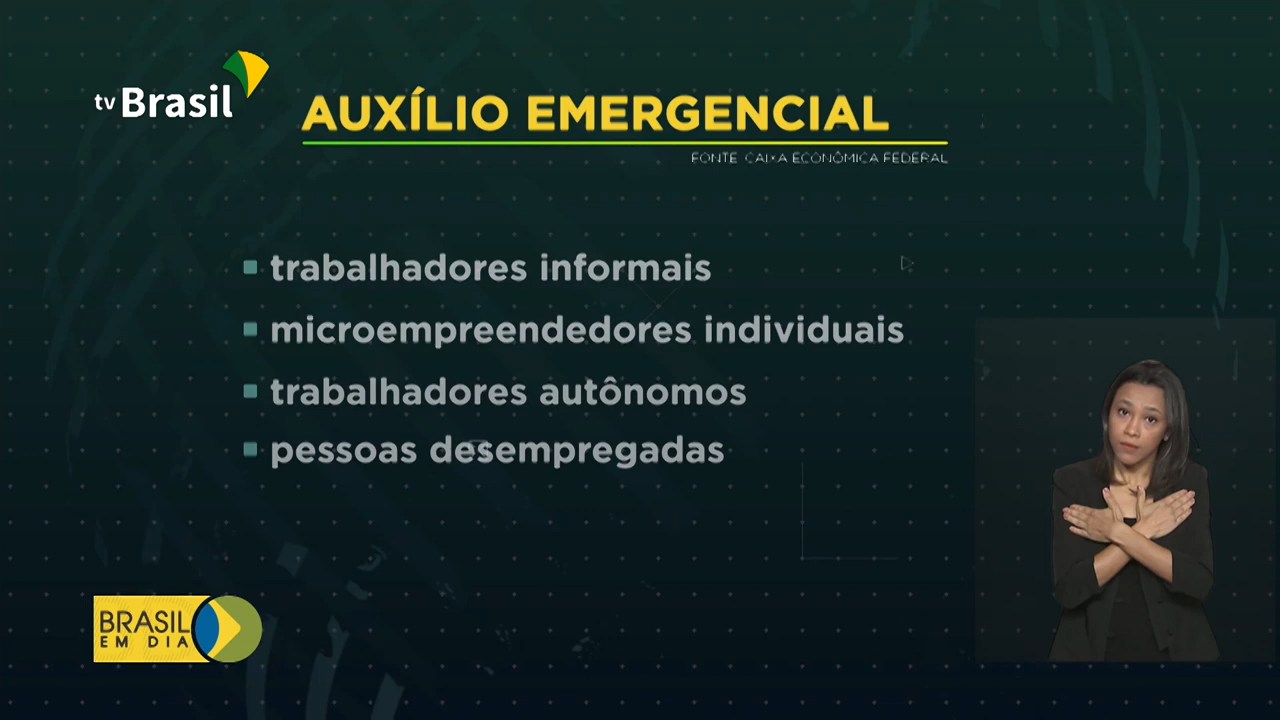 tv Brasil
AUXÍLIO EMERGENCIAL
FONTE CAIXA ECONÔMICA FEDERAL
trabalhadores informais
microempreendedores individuais
trabalhadores autônomos
pessoas desempregadas
BRASIL
EM DIA